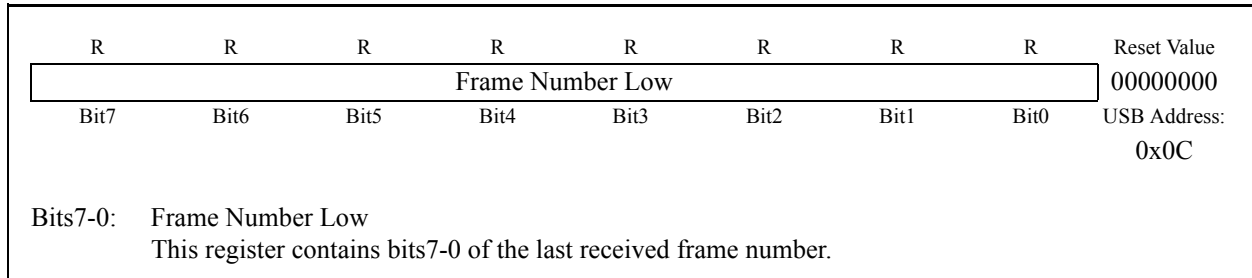 R R R R R R R R Reset Value
Frame Number Low 00000000
Bit7 Bit6 Bit5 Bit4 Bit3 Bit2 Bit1 Bit0 USB Address:
0x0C
Bits7-0: Frame Number Low
This register contains bits7-0 of the last received frame number.